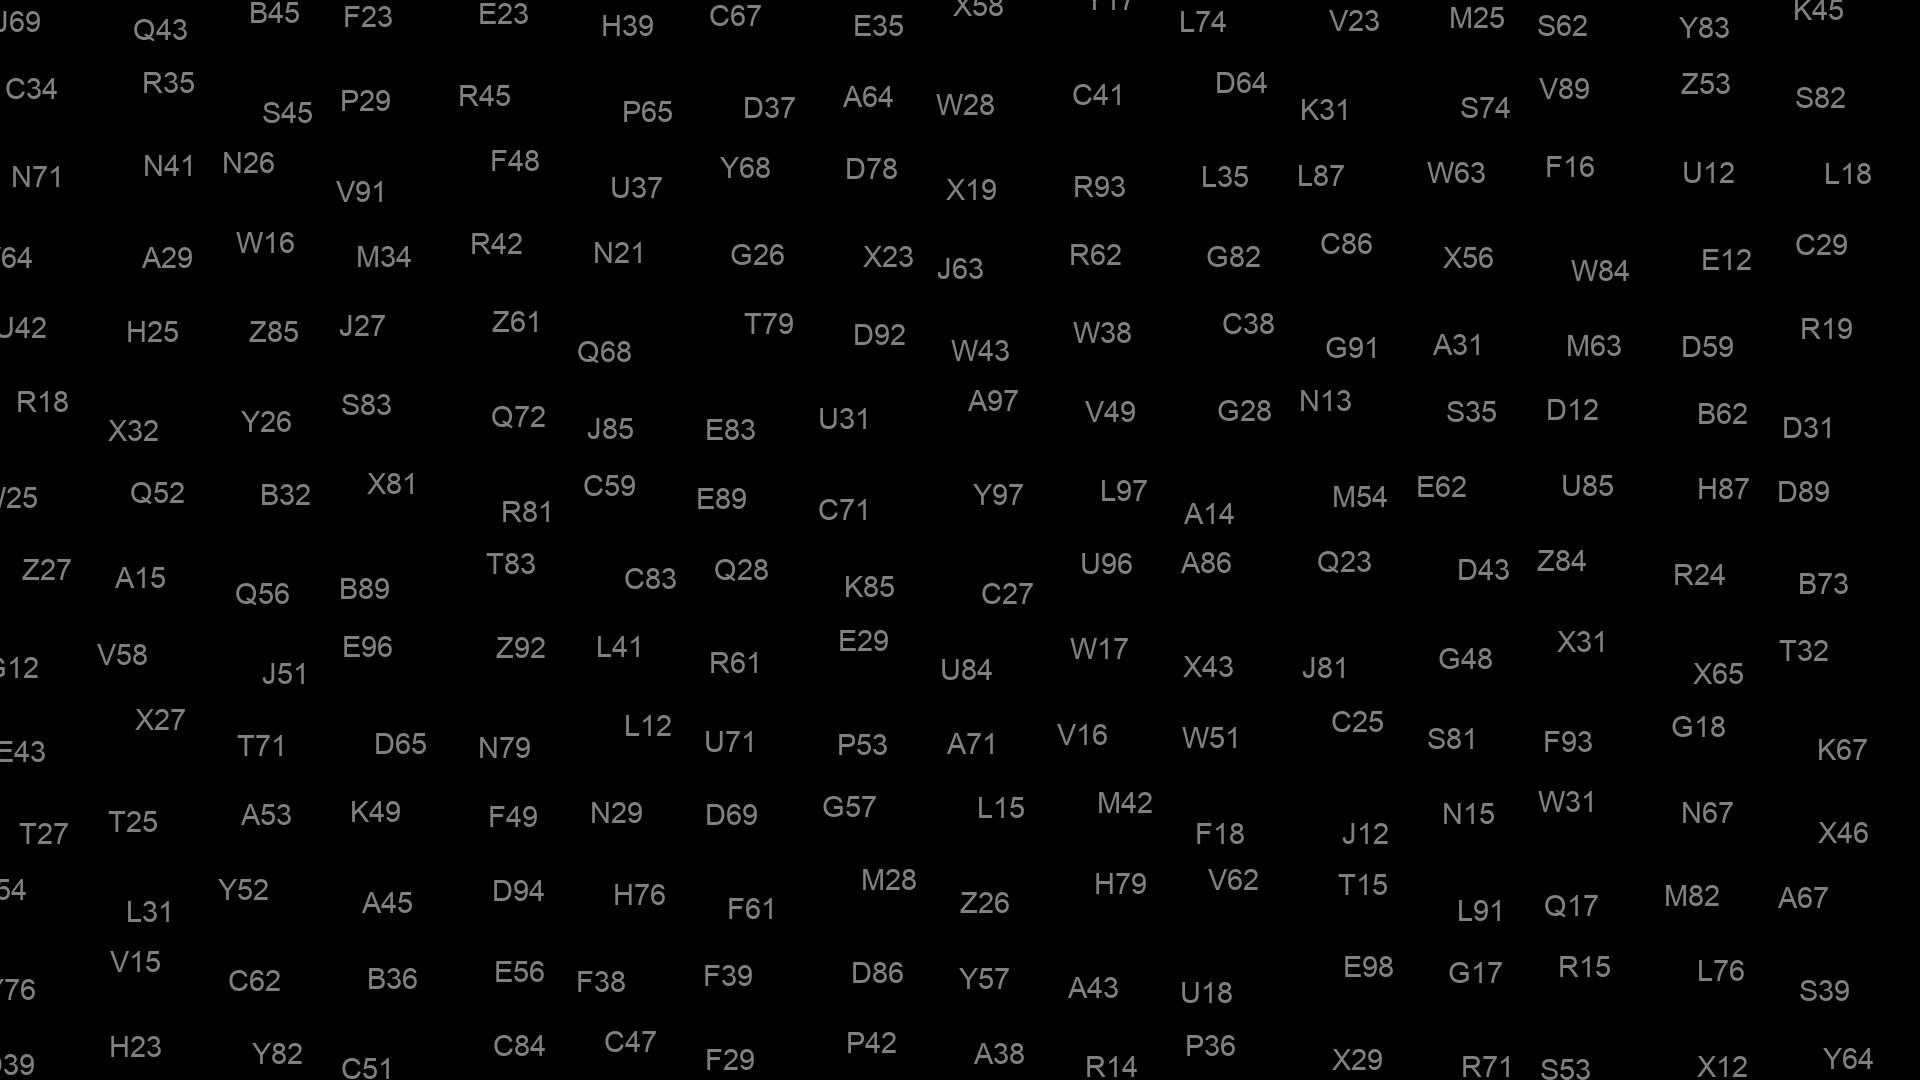 J69 Q43 B45 F23 E23 H39 C67 E35 X58 Y17 L74 V23 M25 S62 Y83 K45
C34 R35 S45 P29 R45 P65 D37 A64 W28 C41 D64 K31 S74 V89 Z53 S82
N71 N41 N26 V91 F48 U37 Y68 D78 X19 R93 L35 L87 W63 F16 U12 L18
64 A29 W16 M34 R42 N21 G26 X23 J63 R62 G82 C86 X56 W84 E12 C29
U42 H25 Z85 J27 Z61 Q68 T79 D92 W43 W38 C38 G91 A31 M63 D59 R19
R18 X32 Y26 S83 Q72 J85 E83 U31 A97 V49 G28 N13 S35 D12 B62 D31
25 Q52 B32 X81 R81 C59 E89 C71 Y97 L97 A14 M54 E62 U85 H87 D89
Z27 A15 Q56 B89 T83 C83 Q28 K85 C27 U96 A86 Q23 D43 Z84 R24 B73
G12 V58 J51 E96 Z92 L41 R61 E29 U84 W17 X43 J81 G48 X31 X65 T32
E43 X27 T71 D65 N79 L12 U71 P53 A71 V16 W51 C25 S81 F93 G18 K67
T27 T25 A53 K49 F49 N29 D69 G57 L15 M42 F18 J12 N15 W31 N67 X46
54 L31 Y52 A45 D94 H76 F61 M28 Z26 H79 V62 T15 L91 Q17 M82 A67
76 V15 C62 B36 E56 F38 F39 D86 Y57 A43 U18 E98 G17 R15 L76 S39
39 H23 Y82 C51 C84 C47 F29 P42 A38 R14 P36 X29 R71 S53 X12 Y64